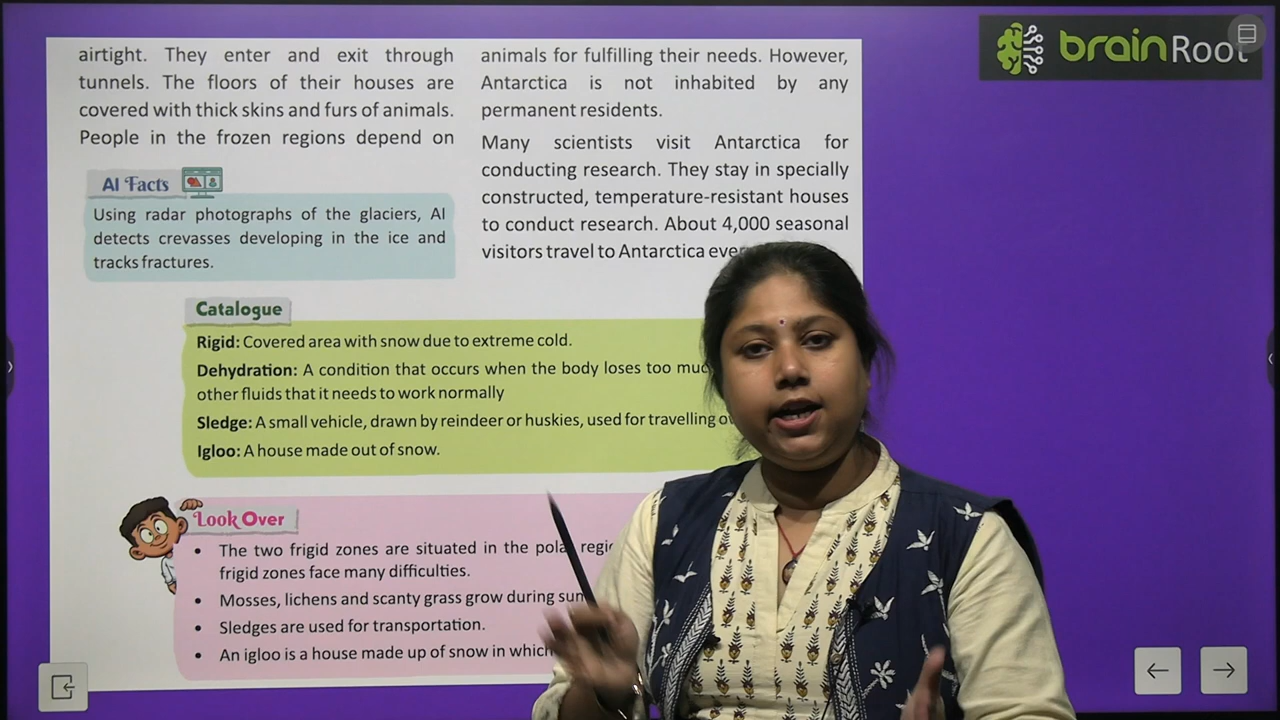 airtight. They enter and exit through
tunnels. The floors of their houses are
covered with thick skins and furs of animals.
People in the frozen regions depend on
AI Facts
Using radar photographs of the glaciers, AI
detects crevasses developing in the ice and
tracks fractures.
animals for fulfilling their needs. However,
Antarctica is not inhabited by any
permanent residents.
Many scientists visit Antarctica for
conducting research. They stay in specially
constructed, temperature-resistant houses
to conduct research. About 4,000 seasonal
visitors travel to Antarctica
Catalogue
Rigid: Covered area with snow due to extreme cold.
Dehydration: A condition that occurs when the body loses too
other fluids that it needs to work normally
Sledge: A small vehicle, drawn by reindeer or huskies, used for travelling
Igloo: A house made out of snow.
Look Over
• The two frigid zones are situated in the
frigid zones face many difficulties.
• Mosses, lichens and scanty grass grow during
• Sledges are used for transportation.
• An igloo is a house made up of snow in which
brainRoot